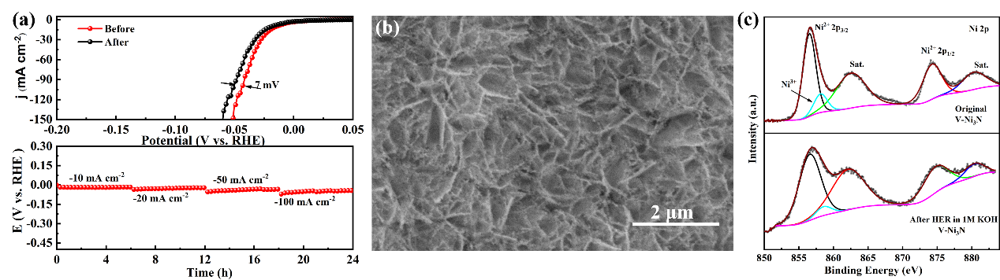 (a)
0
-30
-60
-90
-120
-150
j (mA cm⁻²)
Before
After
7 mV
-0.20
-0.15
-0.10
-0.05
0.00
0.05
Potential (V vs. RHE)
0.30
0.15
0.00
-0.15
-0.30
-0.45
E (V vs. RHE)
-10 mA cm⁻²
-20 mA cm⁻²
-50 mA cm⁻²
-100 mA cm⁻²
0
4
8
12
16
20
24
Time (h)
(b)
2 μm
(c)
Ni²⁺ 2p₃/₂
Ni 2p
Ni²⁺ 2p₁/₂
Sat.
Sat.
Ni³⁺
Original
V-Ni₃N
Intensity (a.u.)
After HER in 1M KOH
V-Ni₃N
850
855
860
865
870
875
880
Binding Energy (eV)